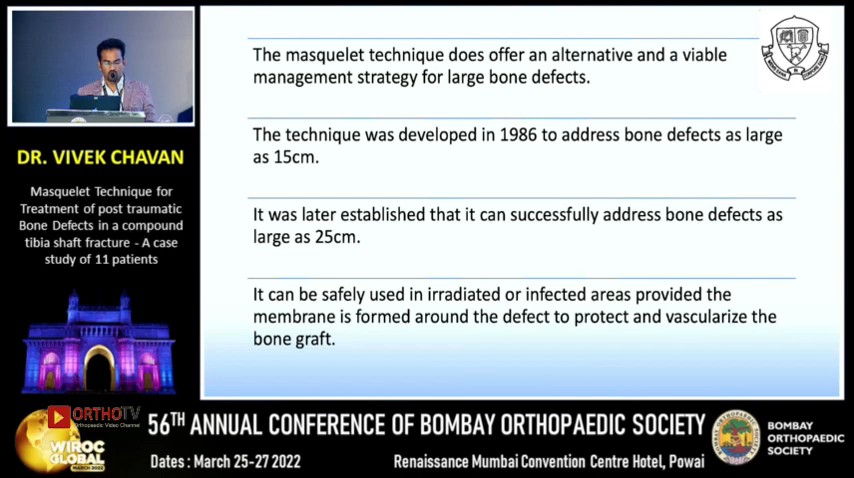 The masquelet technique does offer an alternative and a viable
management strategy for large bone defects.
The technique was developed in 1986 to address bone defects as large
as 15cm.
It was later established that it can successfully address bone defects as
large as 25cm.
It can be safely used in irradiated or infected areas provided the
membrane is formed around the defect to protect and vascularize the
bone graft.
DR. VIVEK CHAVAN
Masquelet Technique for
Treatment of post traumatic
Bone Defects in a compound
tibia shaft fracture - A case
study of 11 patients
ORTHOTV
Orthopaedic Video Channel
WIROC
GLOBAL
MARCH 2022
56TH ANNUAL CONFERENCE OF BOMBAY ORTHOPAEDIC SOCIETY
Dates : March 25-27 2022
Renaissance Mumbai Convention Centre Hotel, Powai
BOMBAY
ORTHOPAEDIC
SOCIETY